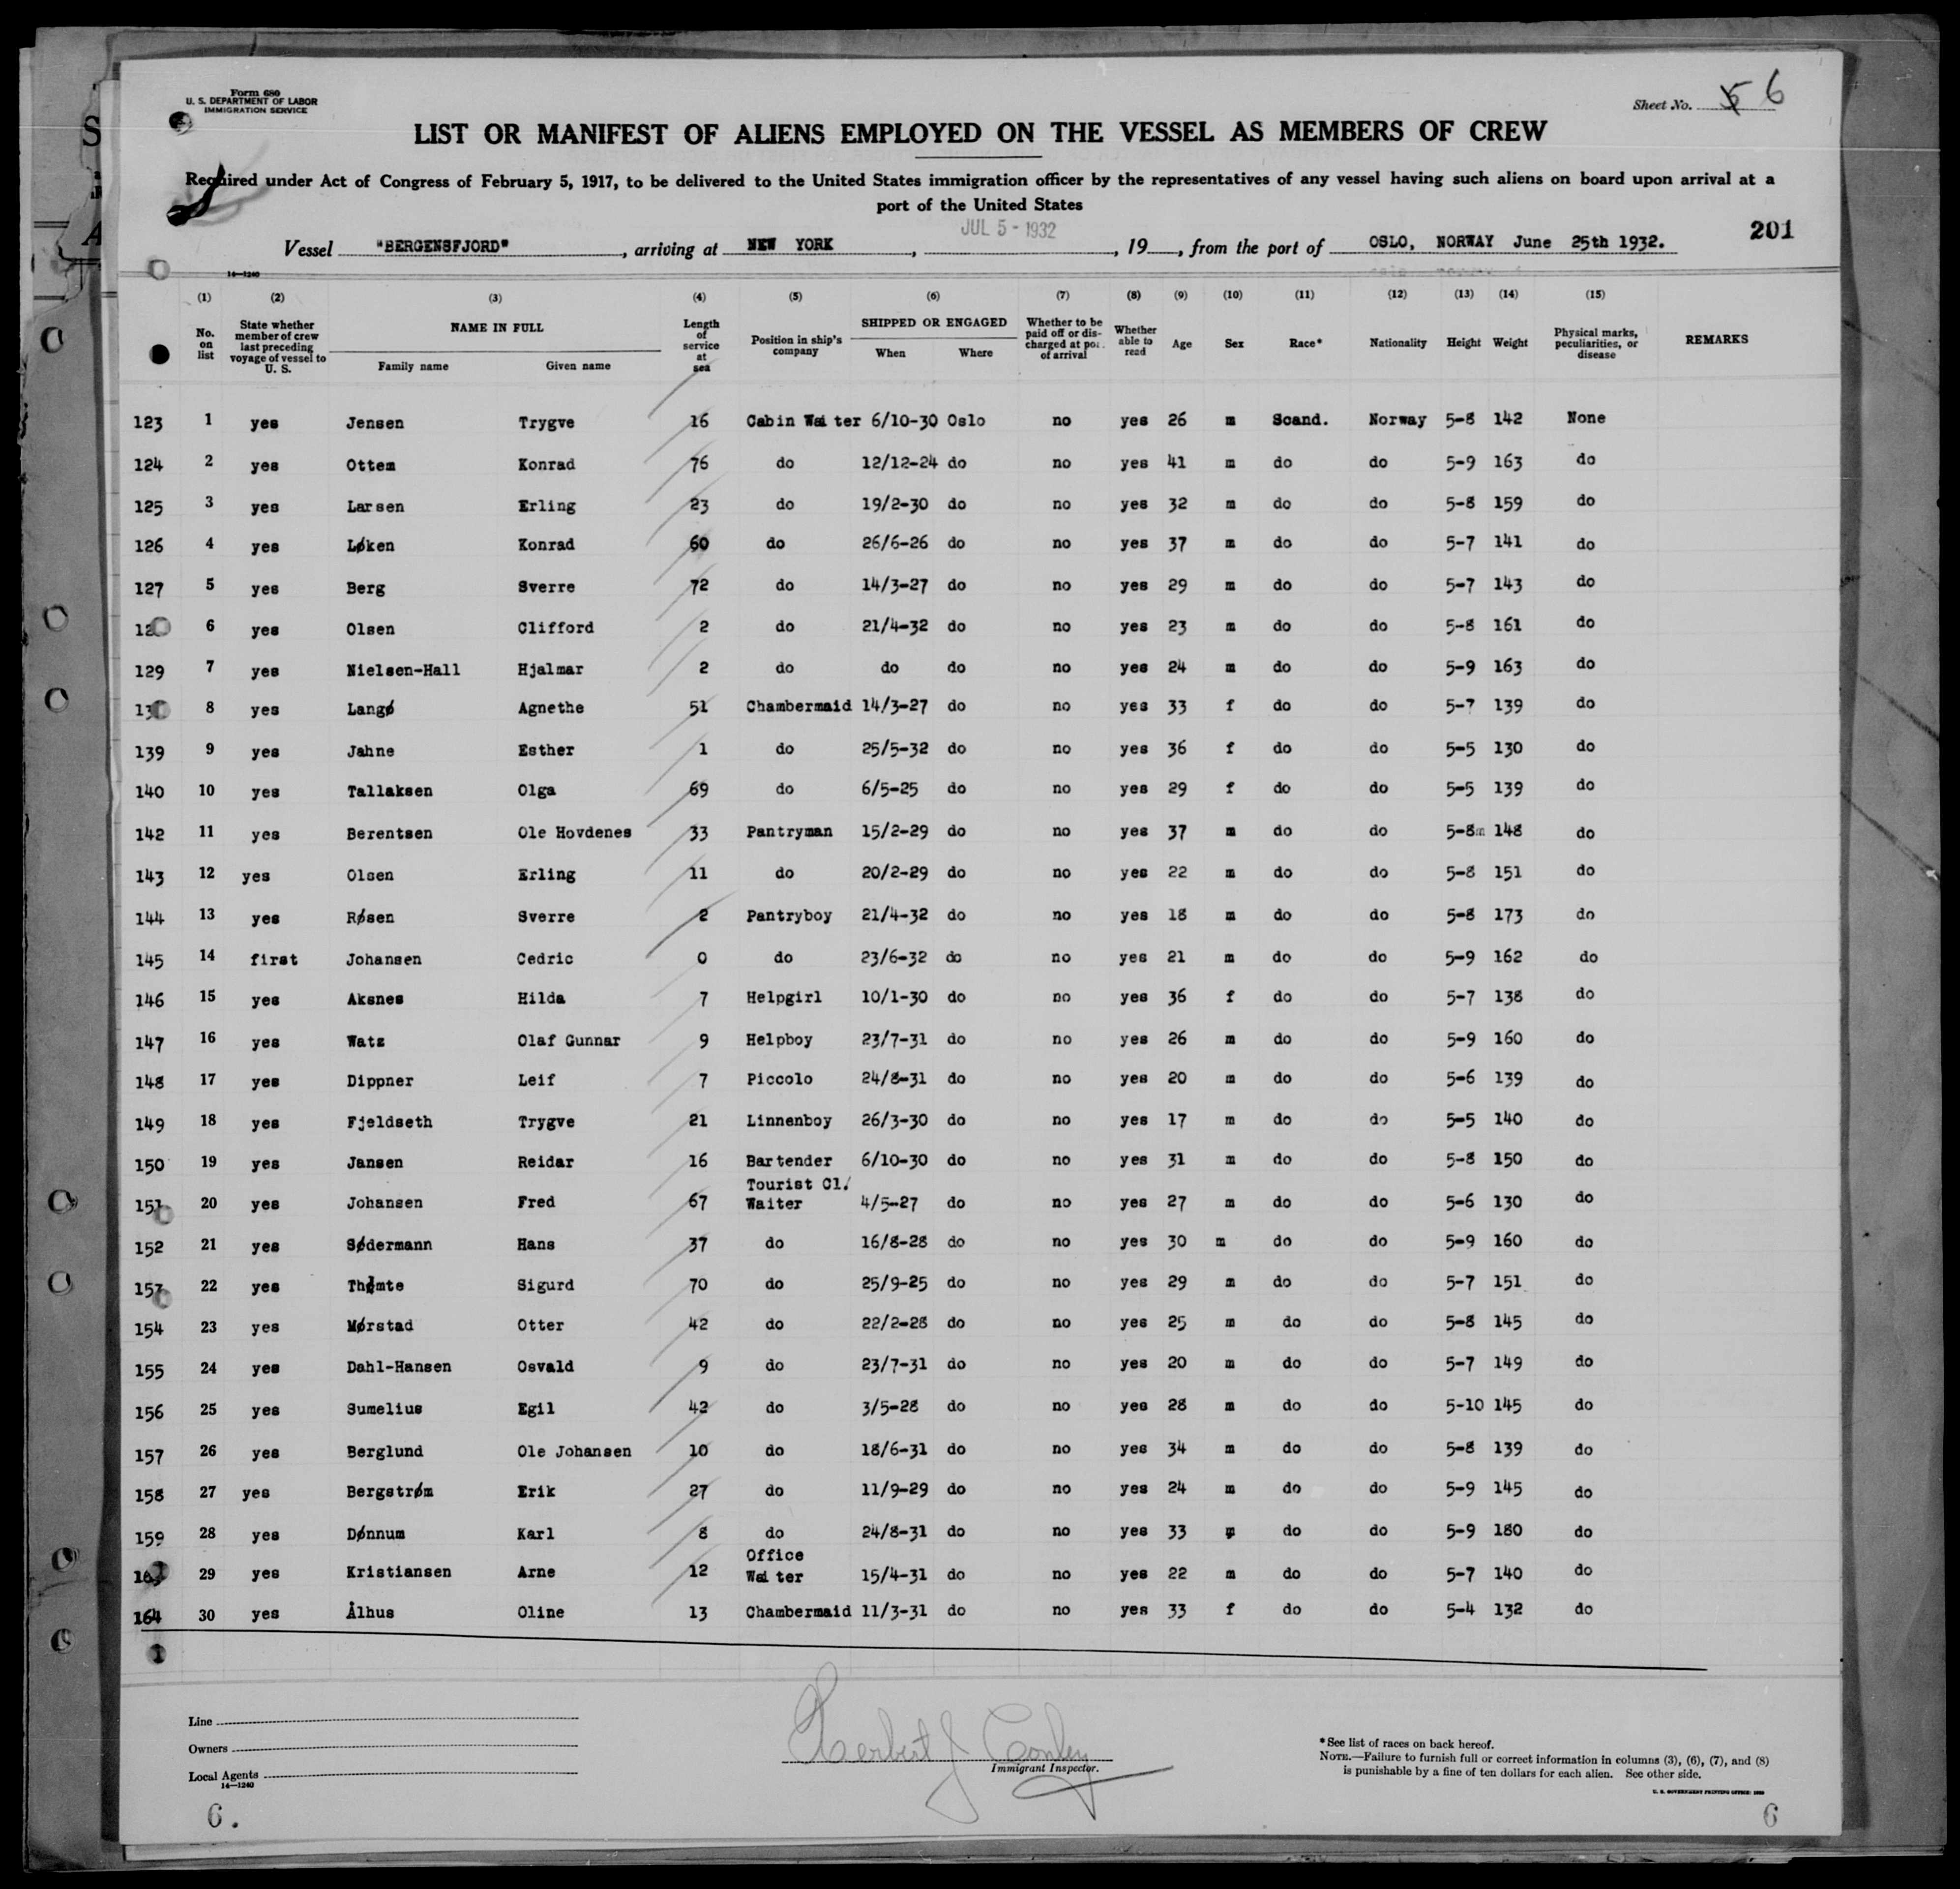 Form 680
U. S. DEPARTMENT OF LABOR
IMMIGRATION SERVICE
Sheet No. 6
LIST OR MANIFEST OF ALIENS EMPLOYED ON THE VESSEL AS MEMBERS OF CREW
Required under Act of Congress of February 5, 1917, to be delivered to the United States immigration officer by the representatives of any vessel having such aliens on board upon arrival at a
port of the United States
JUL 5 - 1932
201
Vessel "BERGENSFJORD", arriving at NEW YORK, , 19 , from the port of OSLO, NORWAY June 25th 1932.
14—1240
(1) (2) (3) (4) (5) (6) (7) (8) (9) (10) (11) (12) (13) (14) (15)
No. on list
State whether member of crew last preceding voyage of vessel to U. S.
NAME IN FULL
Family name Given name
Length of service at sea
Position in ship's company
SHIPPED OR ENGAGED
When Where
Whether to be paid off or discharged at port of arrival
Whether able to read
Age
Sex
Race*
Nationality
Height
Weight
Physical marks, peculiarities, or disease
REMARKS
123 1 yes Jensen Trygve 16 Cabin Waiter 6/10-30 Oslo no yes 26 m Scand. Norway 5-8 142 None
124 2 yes Ottem Konrad 76 do 12/12-24 do no yes 41 m do do 5-9 163 do
125 3 yes Larsen Erling 23 do 19/2-30 do no yes 32 m do do 5-8 159 do
126 4 yes Løken Konrad 60 do 26/6-26 do no yes 37 m do do 5-7 141 do
127 5 yes Berg Sverre 72 do 14/3-27 do no yes 29 m do do 5-7 143 do
6 yes Olsen Clifford 2 do 21/4-32 do no yes 23 m do do 5-8 161 do
129 7 yes Nielsen-Hall Hjalmar 2 do do do no yes 24 m do do 5-9 163 do
8 yes Langø Agnethe 51 Chambermaid 14/3-27 do no yes 33 f do do 5-7 139 do
139 9 yes Jahne Esther 1 do 25/5-32 do no yes 36 f do do 5-5 130 do
140 10 yes Tallaksen Olga 69 do 6/5-25 do no yes 29 f do do 5-5 139 do
142 11 yes Berentsen Ole Hovdenes 33 Pantryman 15/2-29 do no yes 37 m do do 5-8 148 do
143 12 yes Olsen Erling 11 do 20/2-29 do no yes 22 m do do 5-8 151 do
144 13 yes Røsen Sverre 2 Pantryboy 21/4-32 do no yes 18 m do do 5-8 173 do
145 14 first Johansen Cedric 0 do 23/6-32 do no yes 21 m do do 5-9 162 do
146 15 yes Aksnes Hilda 7 Helpgirl 10/1-30 do no yes 36 f do do 5-7 138 do
147 16 yes Watz Olaf Gunnar 9 Helpboy 23/7-31 do no yes 26 m do do 5-9 160 do
148 17 yes Dippner Leif 7 Piccolo 24/8-31 do no yes 20 m do do 5-6 139 do
149 18 yes Fjeldseth Trygve 21 Linnenboy 26/3-30 do no yes 17 m do do 5-5 140 do
150 19 yes Jansen Reidar 16 Bartender 6/10-30 do no yes 31 m do do 5-8 150 do
Tourist Cl.
151 20 yes Johansen Fred 67 Waiter 4/5-27 do no yes 27 m do do 5-6 130 do
152 21 yes Sødermann Hans 37 do 16/8-28 do no yes 30 m do do 5-9 160 do
22 yes Thømte Sigurd 70 do 25/9-25 do no yes 29 m do do 5-7 151 do
154 23 yes Mørstad Otter 42 do 22/2-28 do no yes 25 m do do 5-8 145 do
155 24 yes Dahl-Hansen Osvald 9 do 23/7-31 do no yes 20 m do do 5-7 149 do
156 25 yes Sumelius Egil 42 do 3/5-28 do no yes 28 m do do 5-10 145 do
157 26 yes Berglund Ole Johansen 10 do 18/6-31 do no yes 34 m do do 5-8 139 do
158 27 yes Bergstrøm Erik 27 do 11/9-29 do no yes 24 m do do 5-9 145 do
159 28 yes Dønnum Karl 8 do 24/8-31 do no yes 33 m do do 5-9 180 do
Office
29 yes Kristiansen Arne 12 Waiter 15/4-31 do no yes 22 m do do 5-7 140 do
164 30 yes Ålhus Oline 13 Chambermaid 11/3-31 do no yes 33 f do do 5-4 132 do
Line
Owners
Local Agents
14—1240
Herbert J Conley
Immigrant Inspector.
*See list of races on back hereof.
NOTE.—Failure to furnish full or correct information in columns (3), (6), (7), and (8)
is punishable by a fine of ten dollars for each alien. See other side.
6.
6